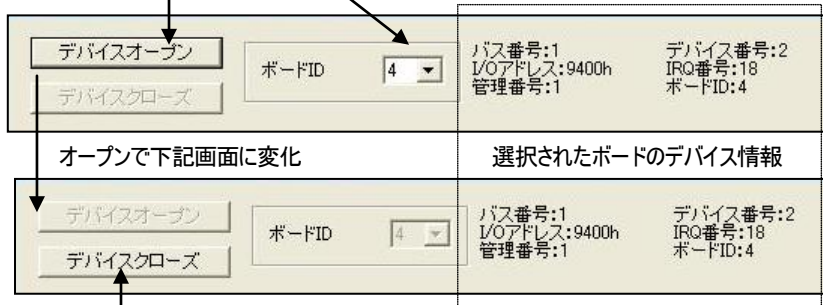 デバイスオープン
デバイスクローズ
ボードID
4
バス番号:1
I/Oアドレス:9400h
管理番号:1
デバイス番号:2
IRQ番号:18
ボードID:4
オープンで下記画面に変化
選択されたボードのデバイス情報
デバイスオープン
デバイスクローズ
ボードID
4
バス番号:1
I/Oアドレス:9400h
管理番号:1
デバイス番号:2
IRQ番号:18
ボードID:4